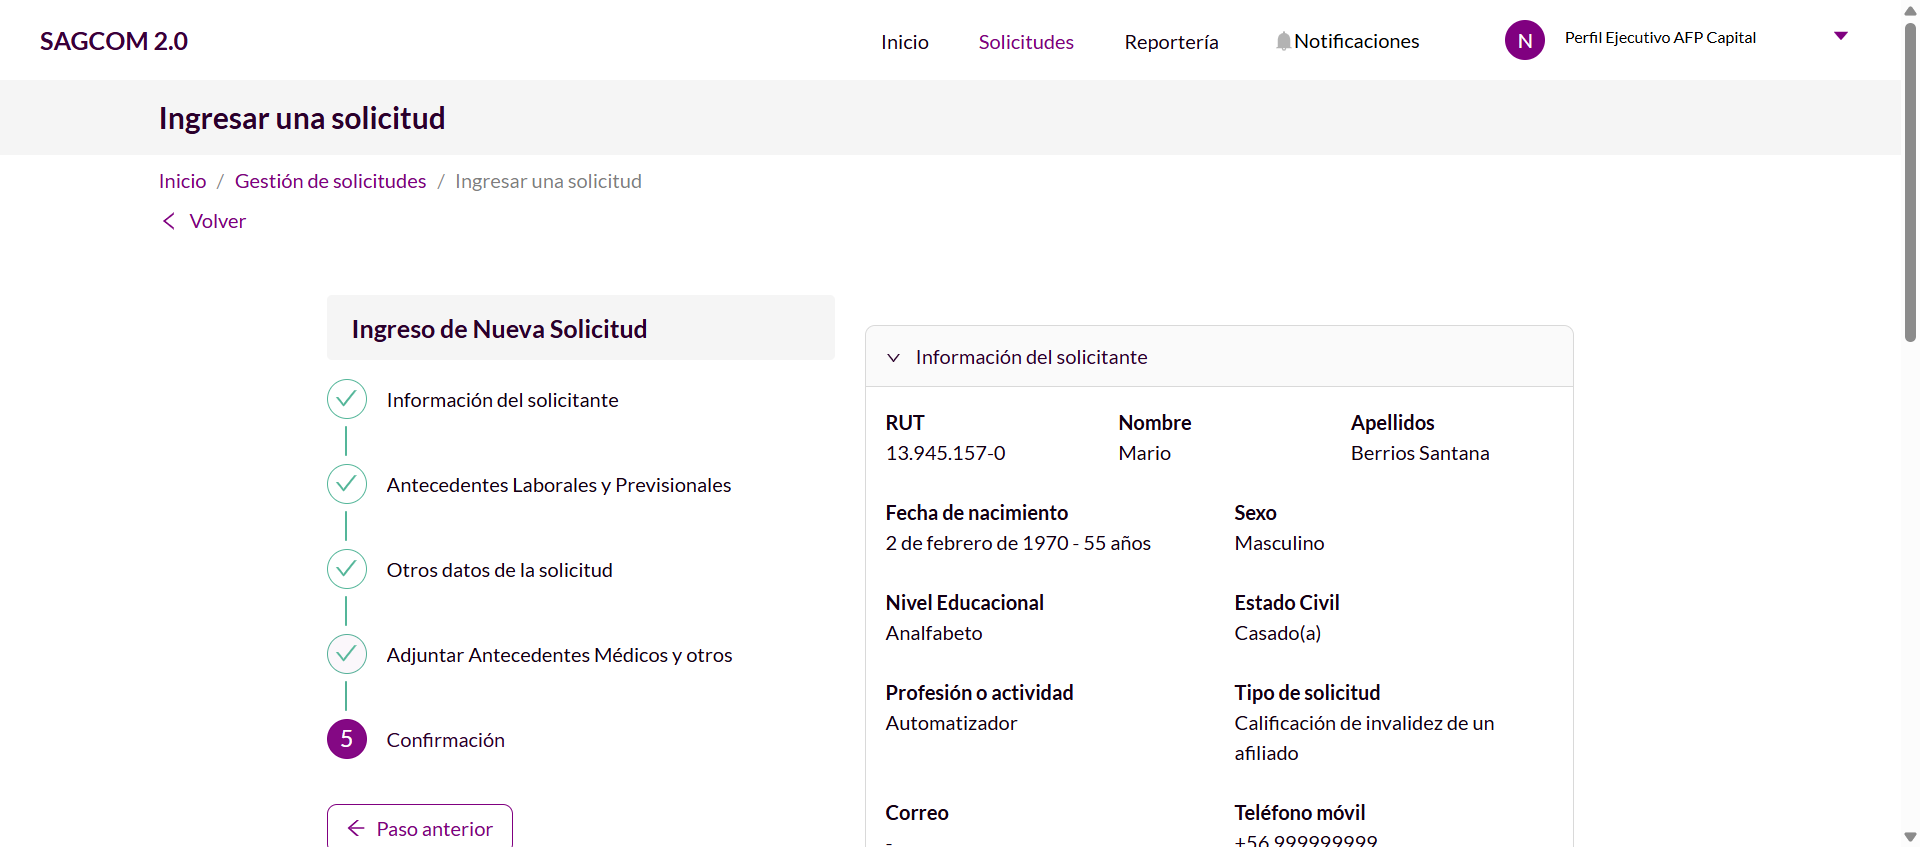 SAGCOM 2.0
Inicio
Solicitudes
Reportería
Notificaciones
N
Perfil Ejecutivo AFP Capital
Ingresar una solicitud
Inicio / Gestión de solicitudes / Ingresar una solicitud
Volver
Ingreso de Nueva Solicitud
Información del solicitante
Antecedentes Laborales y Previsionales
Otros datos de la solicitud
Adjuntar Antecedentes Médicos y otros
5 Confirmación
Paso anterior
Información del solicitante
RUT
13.945.157-0
Nombre
Mario
Apellidos
Berrios Santana
Fecha de nacimiento
2 de febrero de 1970 - 55 años
Sexo
Masculino
Nivel Educacional
Analfabeto
Estado Civil
Casado(a)
Profesión o actividad
Automatizador
Tipo de solicitud
Calificación de invalidez de un
afiliado
Correo
-
Teléfono móvil
+56 999999999